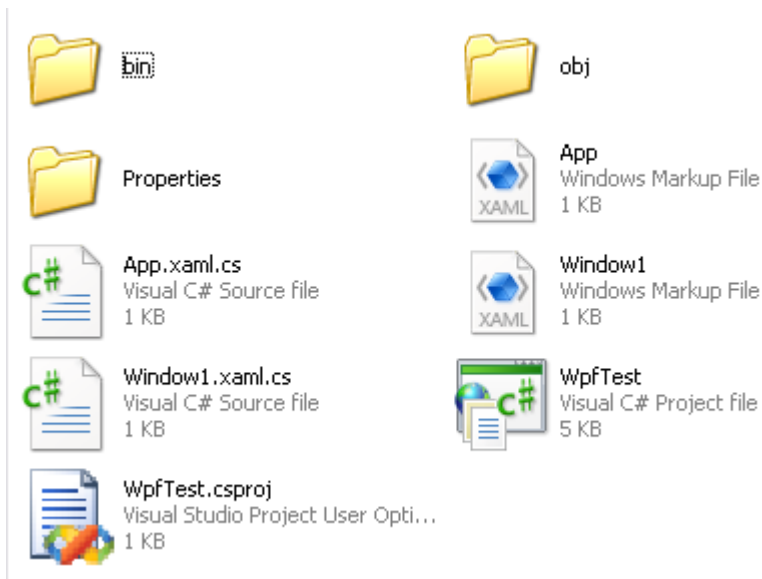 bin
obj
Properties
App
Windows Markup File
1 KB
XAML
App.xaml.cs
Visual C# Source file
1 KB
C#
Window1
Windows Markup File
1 KB
XAML
Window1.xaml.cs
Visual C# Source file
1 KB
C#
WpfTest
Visual C# Project file
5 KB
C#
WpfTest.csproj
Visual Studio Project User Opti...
1 KB